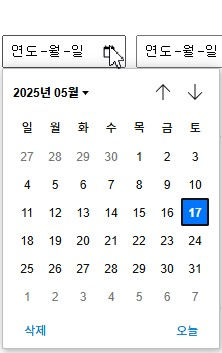 연도-월-일 연도-월-일
2025년 05월
일 월 화 수 목 금 토
27 28 29 30 1 2 3
4 5 6 7 8 9 10
11 12 13 14 15 16 17
18 19 20 21 22 23 24
25 26 27 28 29 30 31
1 2 3 4 5 6 7
삭제 오늘